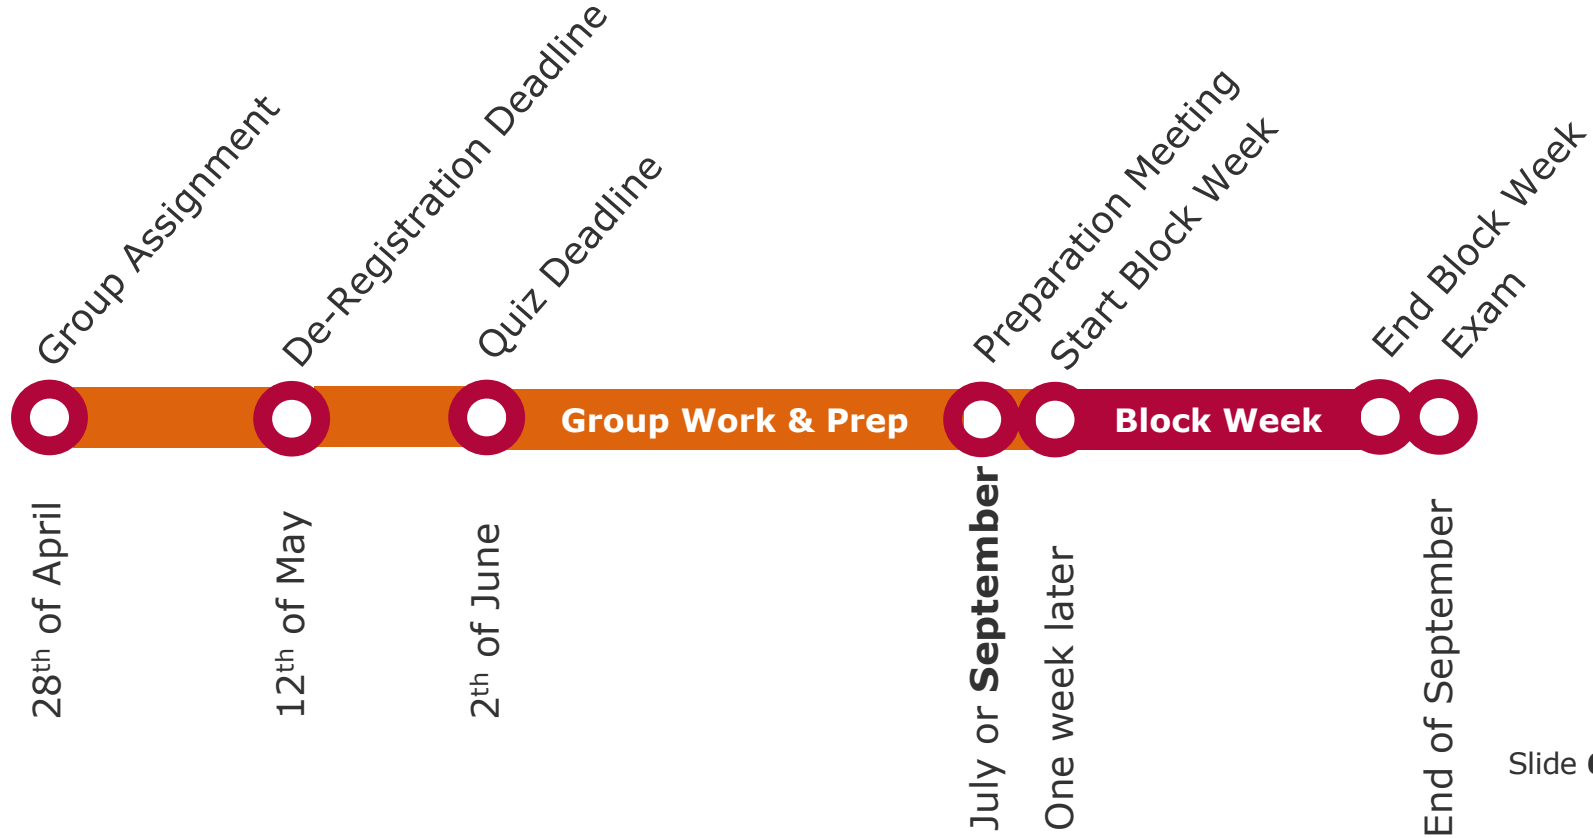 Group Assignment
De-Registration Deadline
Quiz Deadline
Preparation Meeting
Start Block Week
End Block Week
Exam
Group Work & Prep
Block Week
28th of April
12th of May
2th of June
July or September
One week later
End of September
Slide